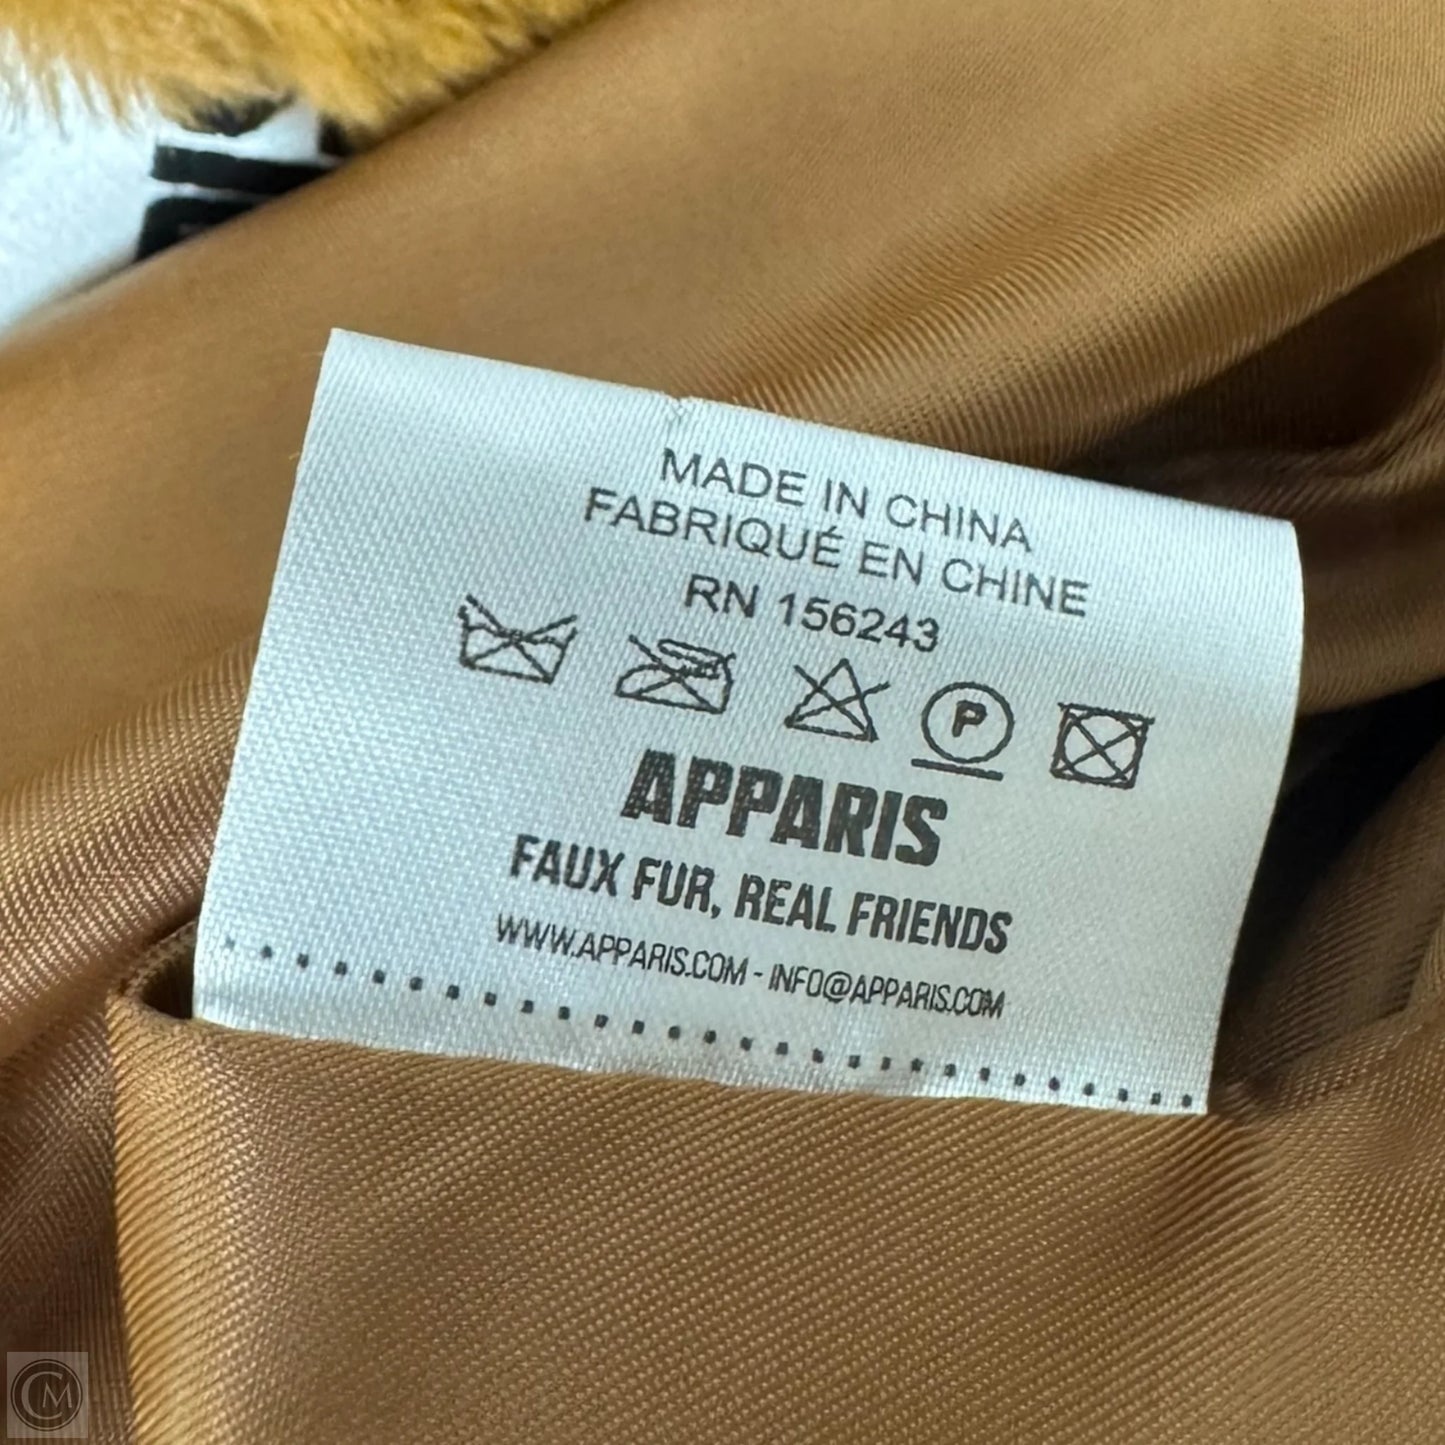 MADE IN CHINA
FABRIQUÉ EN CHINE
RN 156243
P
APPARIS
FAUX FUR, REAL FRIENDS
WWW.APPARIS.COM - INFO@APPARIS.COM
CM